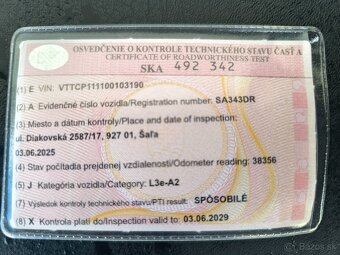 OSVEDČENIE O KONTROLE TECHNICKÉHO STAVU ČASŤ A
CERTIFICATE OF ROADWORTHINESS TEST
SKA 492 342
(1) E VIN: VTTCP111100103190
(2) A Evidenčné číslo vozidla/Registration number: SA343DR
(3) Miesto a dátum kontroly/Place and date of inspection:
ul. Diakovská 2587/17, 927 01, Šaľa
03.06.2025
(4) Stav počítadla prejdenej vzdialenosti/Odometer reading: 38356
(5) J Kategória vozidla/Category: L3e-A2
(7) Výsledok kontroly technického stavu/PTI result: SPÔSOBILÉ
(8) X Kontrola platí do/Inspection valid to: 03.06.2029
bazos.sk